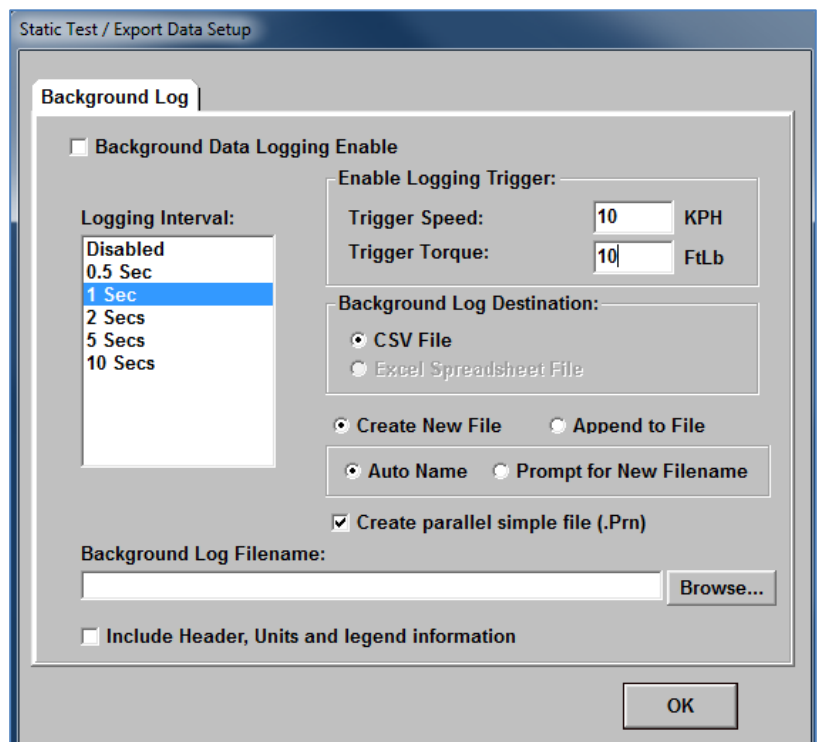 Static Test / Export Data Setup
Background Log
Background Data Logging Enable
Logging Interval:
Disabled
0.5 Sec
1 Sec
2 Secs
5 Secs
10 Secs
Enable Logging Trigger:
Trigger Speed: 10 KPH
Trigger Torque: 10 FtLb
Background Log Destination:
CSV File
Excel Spreadsheet File
Create New File Append to File
Auto Name Prompt for New Filename
Create parallel simple file (.Prn)
Background Log Filename:
Browse...
Include Header, Units and legend information
OK